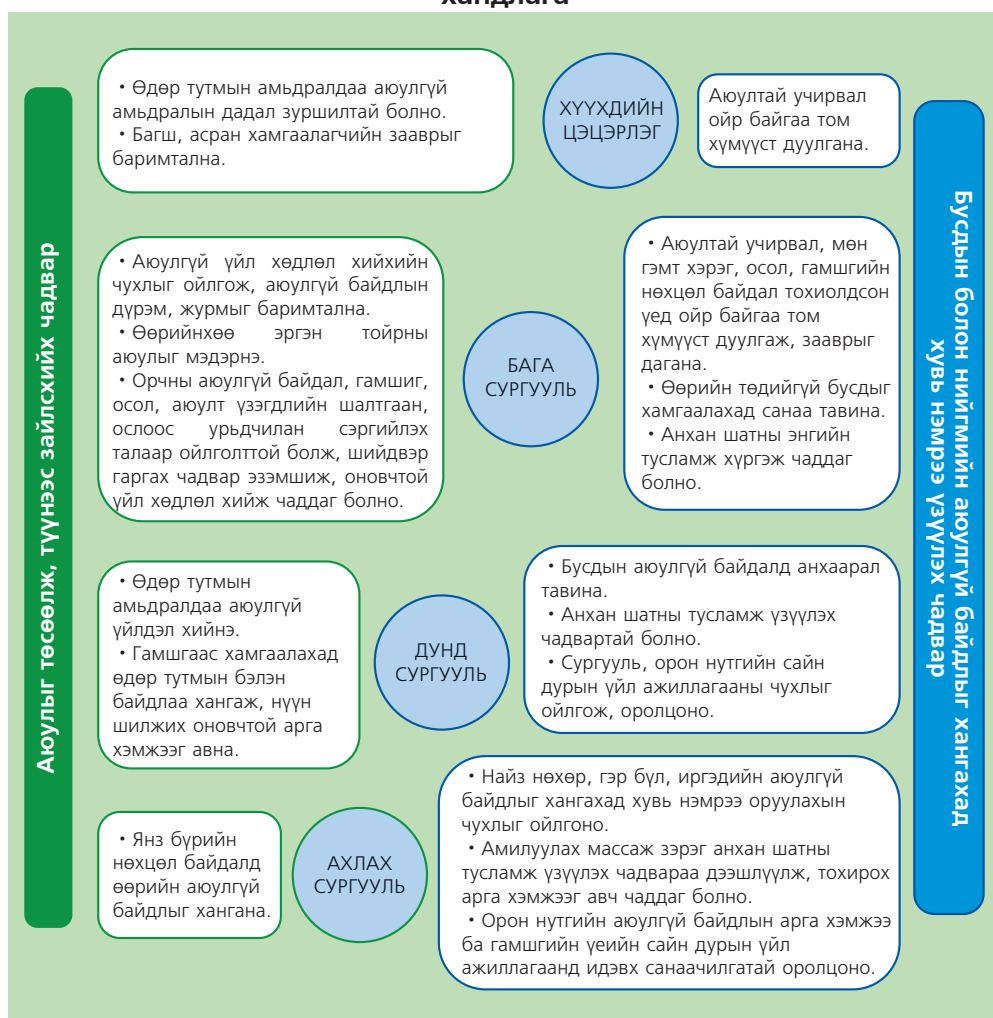 Аюулыг төсөөлж, түүнээс зайлсхийх чадвар
• Өдөр тутмын амьдралдаа аюулгүй
амьдралын дадал зуршилтай болно.
• Багш, асран хамгаалагчийн зааврыг
баримтална.
ХҮҮХДИЙН
ЦЭЦЭРЛЭГ
Аюултай учирвал
ойр байгаа том
хүмүүст дуулгана.
• Аюулгүй үйл хөдлөл хийхийн
чухлыг ойлгож, аюулгүй байдлын
дүрэм, журмыг баримтална.
• Өөрийнхөө эргэн тойрны
аюулыг мэдэрнэ.
• Орчны аюулгүй байдал, гамшиг,
осол, аюулт үзэгдлийн шалтгаан,
ослоос урьдчилан сэргийлэх
талаар ойлголттой болж, шийдвэр
гаргах чадвар эзэмшиж, оновчтой
үйл хөдлөл хийж чаддаг болно.
БАГА
СУРГУУЛЬ
• Аюултай учирвал, мөн
гэмт хэрэг, осол, гамшгийн
нөхцөл байдал тохиолдсон
үед ойр байгаа том
хүмүүст дуулгаж, зааврыг
дагана.
• Өөрийн төдийгүй бусдыг
хамгаалахад санаа тавина.
• Анхан шатны энгийн
тусламж хүргэж чаддаг
болно.
• Өдөр тутмын
амьдралдаа аюулгүй
үйлдэл хийнэ.
• Гамшгаас хамгаалахад
өдөр тутмын бэлэн
байдлаа хангаж, нүүн
шилжих оновчтой арга
хэмжээг авна.
ДУНД
СУРГУУЛЬ
• Бусдын аюулгүй байдалд анхаарал
тавина.
• Анхан шатны тусламж үзүүлэх
чадвартай болно.
• Сургууль, орон нутгийн сайн
дурын үйл ажиллагааны чухлыг
ойлгож, оролцоно.
• Янз бүрийн
нөхцөл байдалд
өөрийн аюулгүй
байдлыг хангана.
АХЛАХ
СУРГУУЛЬ
• Найз нөхөр, гэр бүл, иргэдийн аюулгүй
байдлыг хангахад хувь нэмрээ оруулахын
чухлыг ойлгоно.
• Амилуулах массаж зэрэг анхан шатны
тусламж үзүүлэх чадвараа дээшлүүлж, тохирох
арга хэмжээг авч чаддаг болно.
• Орон нутгийн аюулгүй байдлын арга хэмжээ
ба гамшгийн үеийн сайн дурын үйл
ажиллагаанд идэвх санаачилгатай оролцоно.
Бусдын болон нийгмийн аюулгүй байдлыг хангахад
хувь нэмрээ үзүүлэх чадвар